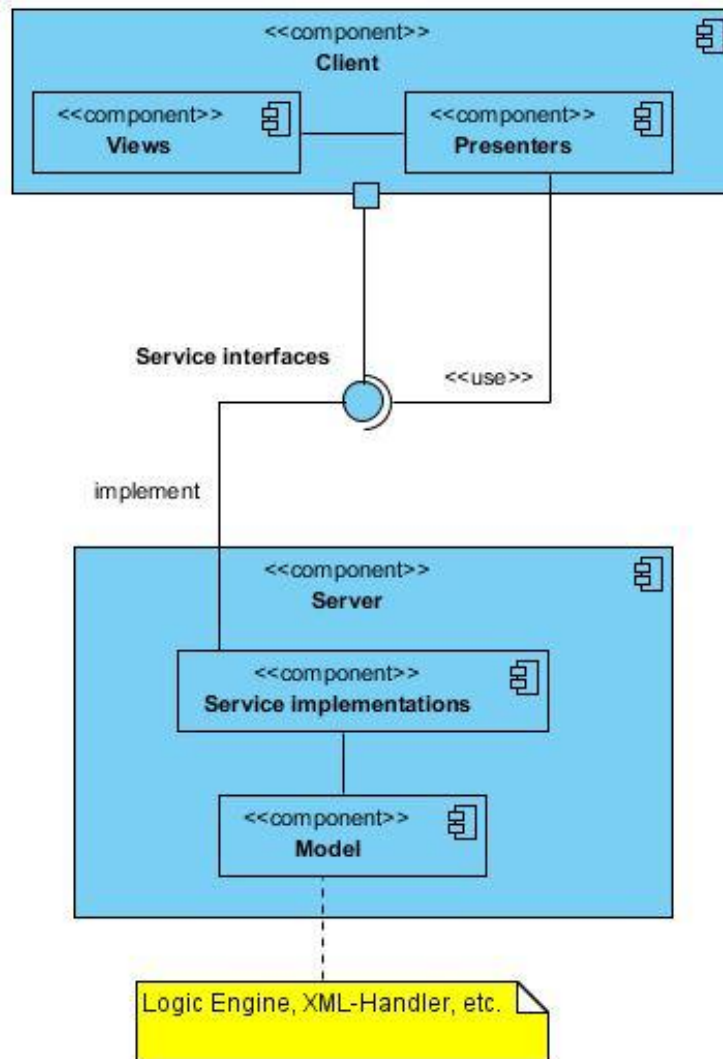 <<component>>
Client
<<component>>
Views
<<component>>
Presenters
Service interfaces
<<use>>
implement
<<component>>
Server
<<component>>
Service implementations
<<component>>
Model
Logic Engine, XML-Handler, etc.